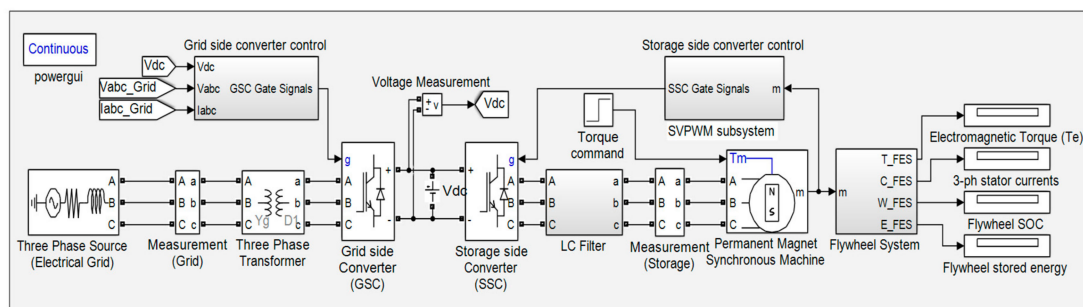 Continuous
powergui
Grid side converter control
Vdc
Vabc_Grid
Iabc_Grid
Vdc
Vabc
Iabc
GSC Gate Signals
Voltage Measurement
+
-
v
Vdc
Storage side converter control
SSC Gate Signals
m
SVPWM subsystem
Torque
command
Electromagnetic Torque (Te)
3-ph stator currents
Flywheel SOC
Flywheel stored energy
A
B
C
Three Phase Source
(Electrical Grid)
A a
B b
C c
Measurement
(Grid)
A a
B b
C c
Yg D1
Three Phase
Transformer
g
A
B
C
+
-
Grid side
Converter
(GSC)
Vdc
g
+
-
A
B
C
Storage side
Converter
(SSC)
A a
B b
C c
LC Filter
A a
B b
C c
Measurement
(Storage)
Tm
A
B
C
N
S
m
Permanent Magnet
Synchronous Machine
m
T_FES
C_FES
W_FES
E_FES
Flywheel System